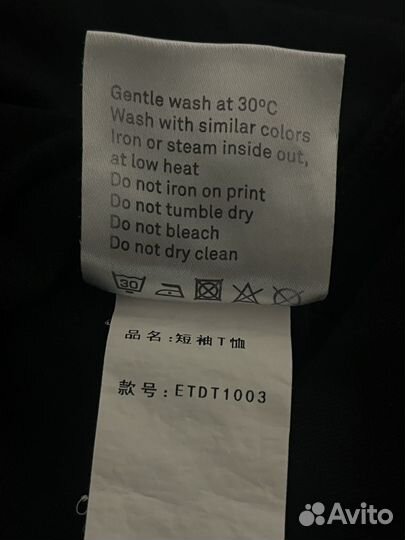 Gentle wash at 30ºC
Wash with similar colors
Iron or steam inside out,
at low heat
Do not iron on print
Do not tumble dry
Do not bleach
Do not dry clean
30
品名:短袖T恤
款号:ETDT1003
Avito